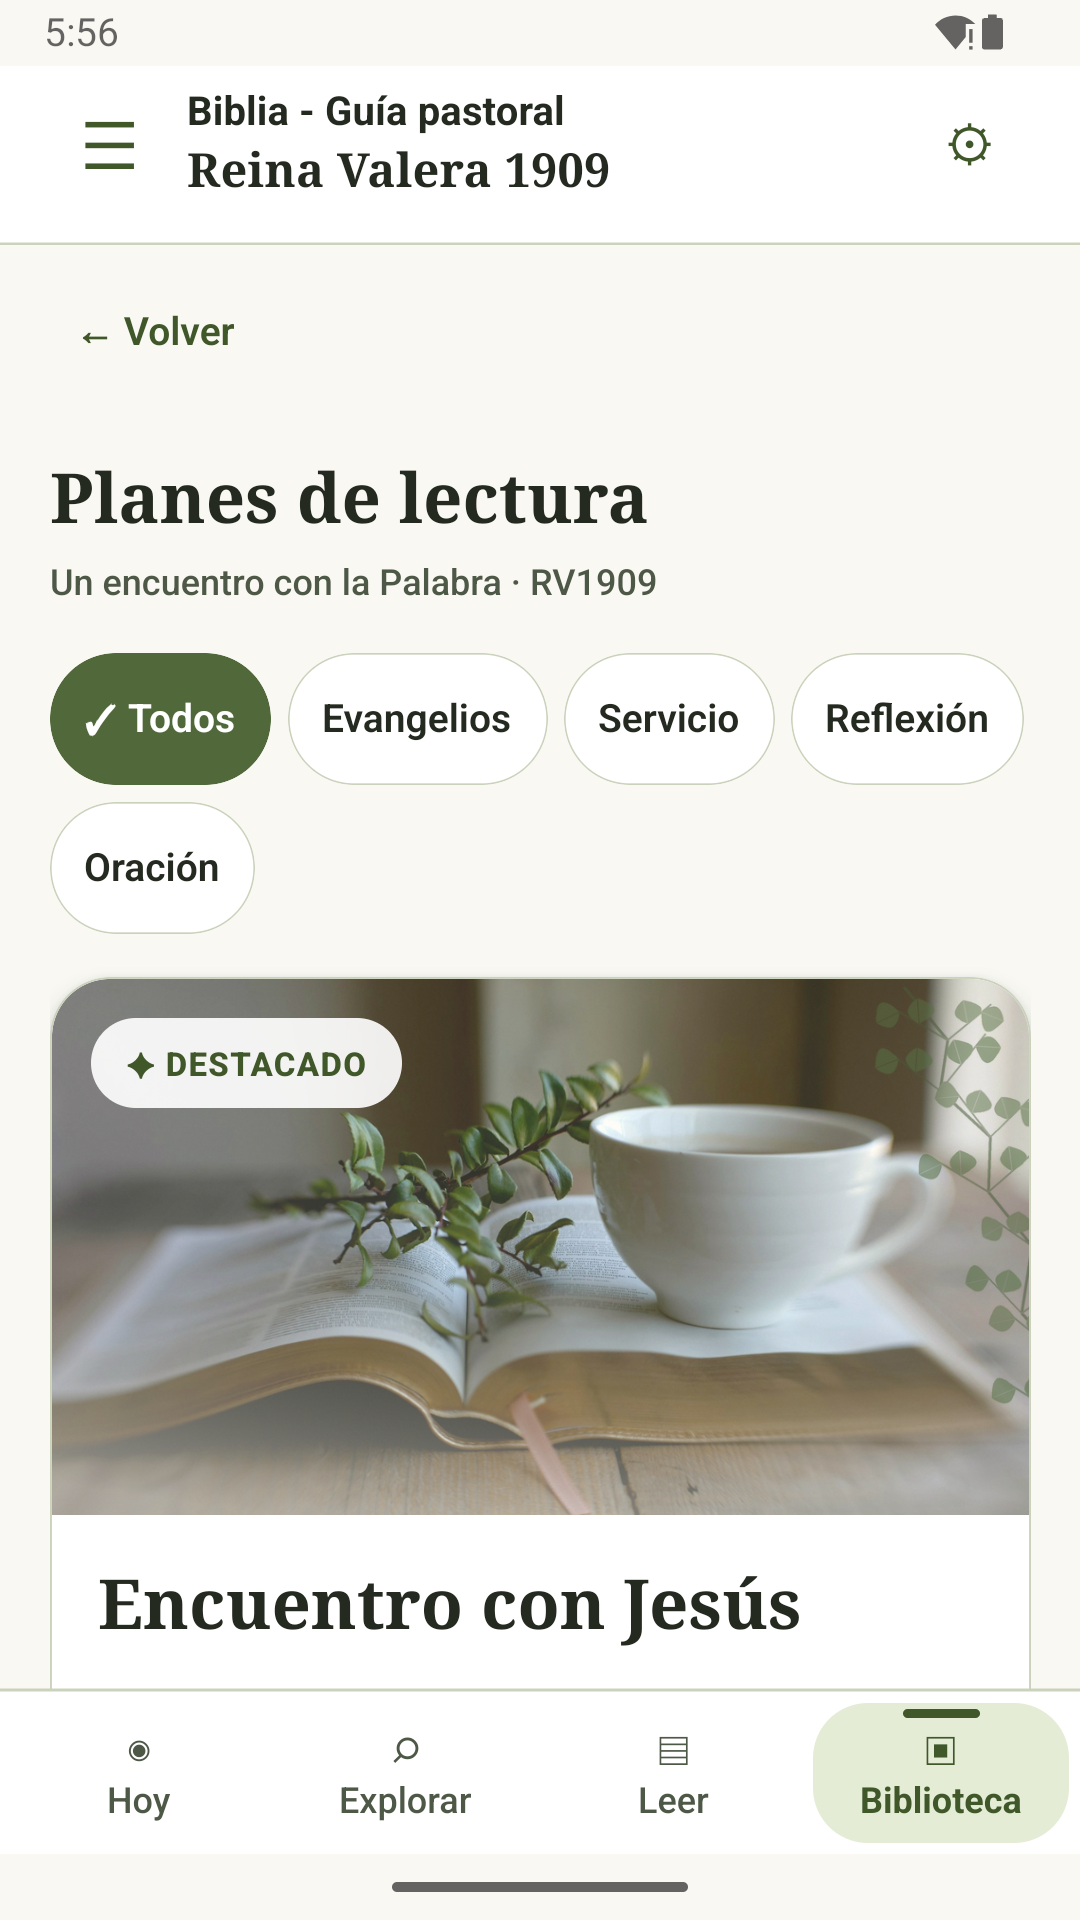 5:56
Biblia - Guía pastoral
Reina Valera 1909
← Volver
Planes de lectura
Un encuentro con la Palabra · RV1909
✓ Todos
Evangelios
Servicio
Reflexión
Oración
✦ DESTACADO
Encuentro con Jesús
Hoy
Explorar
Leer
Biblioteca